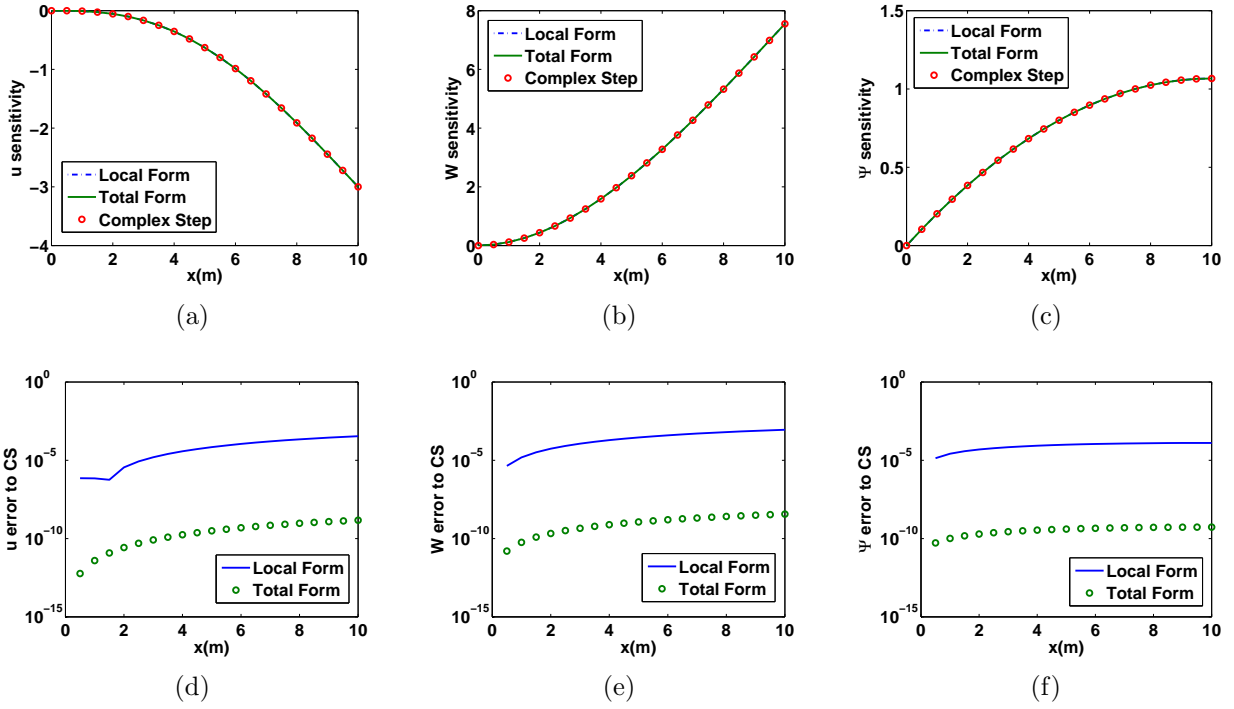 0
−1
−2
−3
−4
0 2 4 6 8 10
x(m)
u sensitivity
Local Form
Total Form
Complex Step
(a)
8
6
4
2
0
0 2 4 6 8 10
x(m)
W sensitivity
Local Form
Total Form
Complex Step
(b)
1.5
1
0.5
0
0 2 4 6 8 10
x(m)
Ψ sensitivity
Local Form
Total Form
Complex Step
(c)
10^0
10^−5
10^−10
10^−15
0 2 4 6 8 10
x(m)
u error to CS
Local Form
Total Form
(d)
10^0
10^−5
10^−10
10^−15
0 2 4 6 8 10
x(m)
W error to CS
Local Form
Total Form
(e)
10^0
10^−5
10^−10
10^−15
0 2 4 6 8 10
x(m)
Ψ error to CS
Local Form
Total Form
(f)